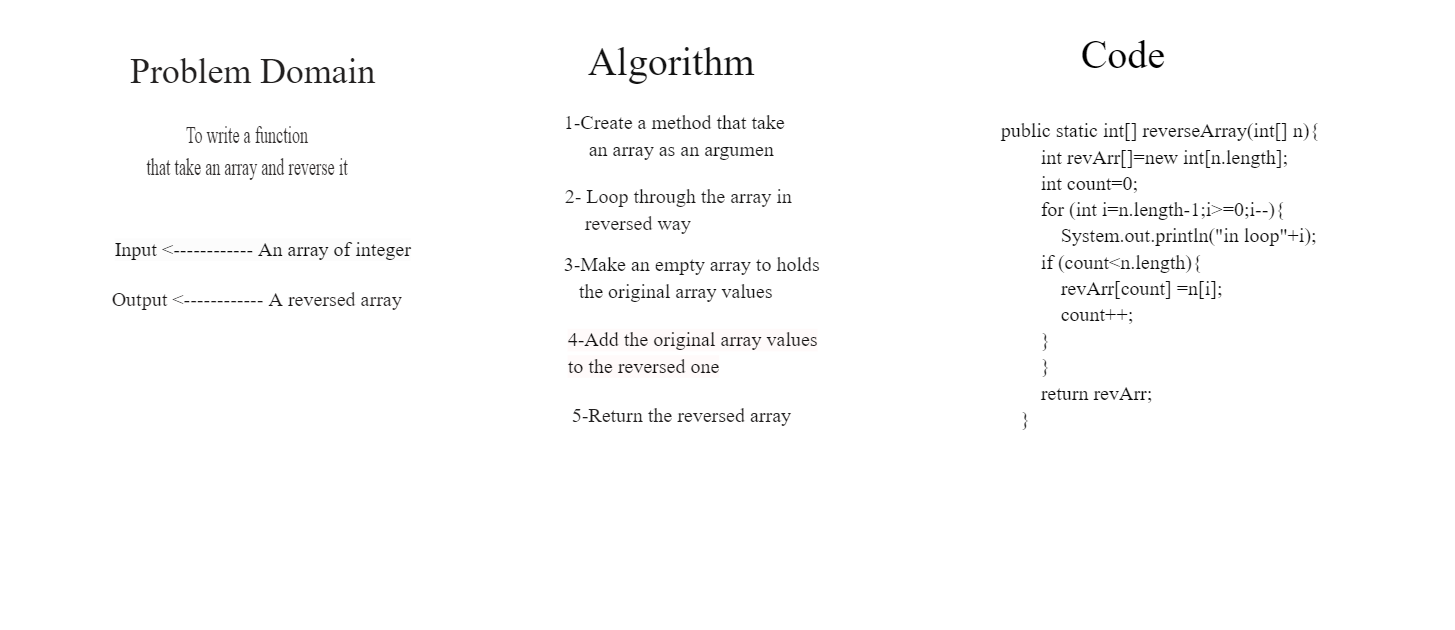 Problem Domain
To write a function
that take an array and reverse it
Input <------------ An array of integer
Output <------------ A reversed array
Algorithm
1-Create a method that take
an array as an argumen
2- Loop through the array in
reversed way
3-Make an empty array to holds
the original array values
4-Add the original array values
to the reversed one
5-Return the reversed array
Code
public static int[] reverseArray(int[] n){
int revArr[]=new int[n.length];
int count=0;
for (int i=n.length-1;i>=0;i--){
System.out.println("in loop"+i);
if (count<n.length){
revArr[count] =n[i];
count++;
}
}
return revArr;
}